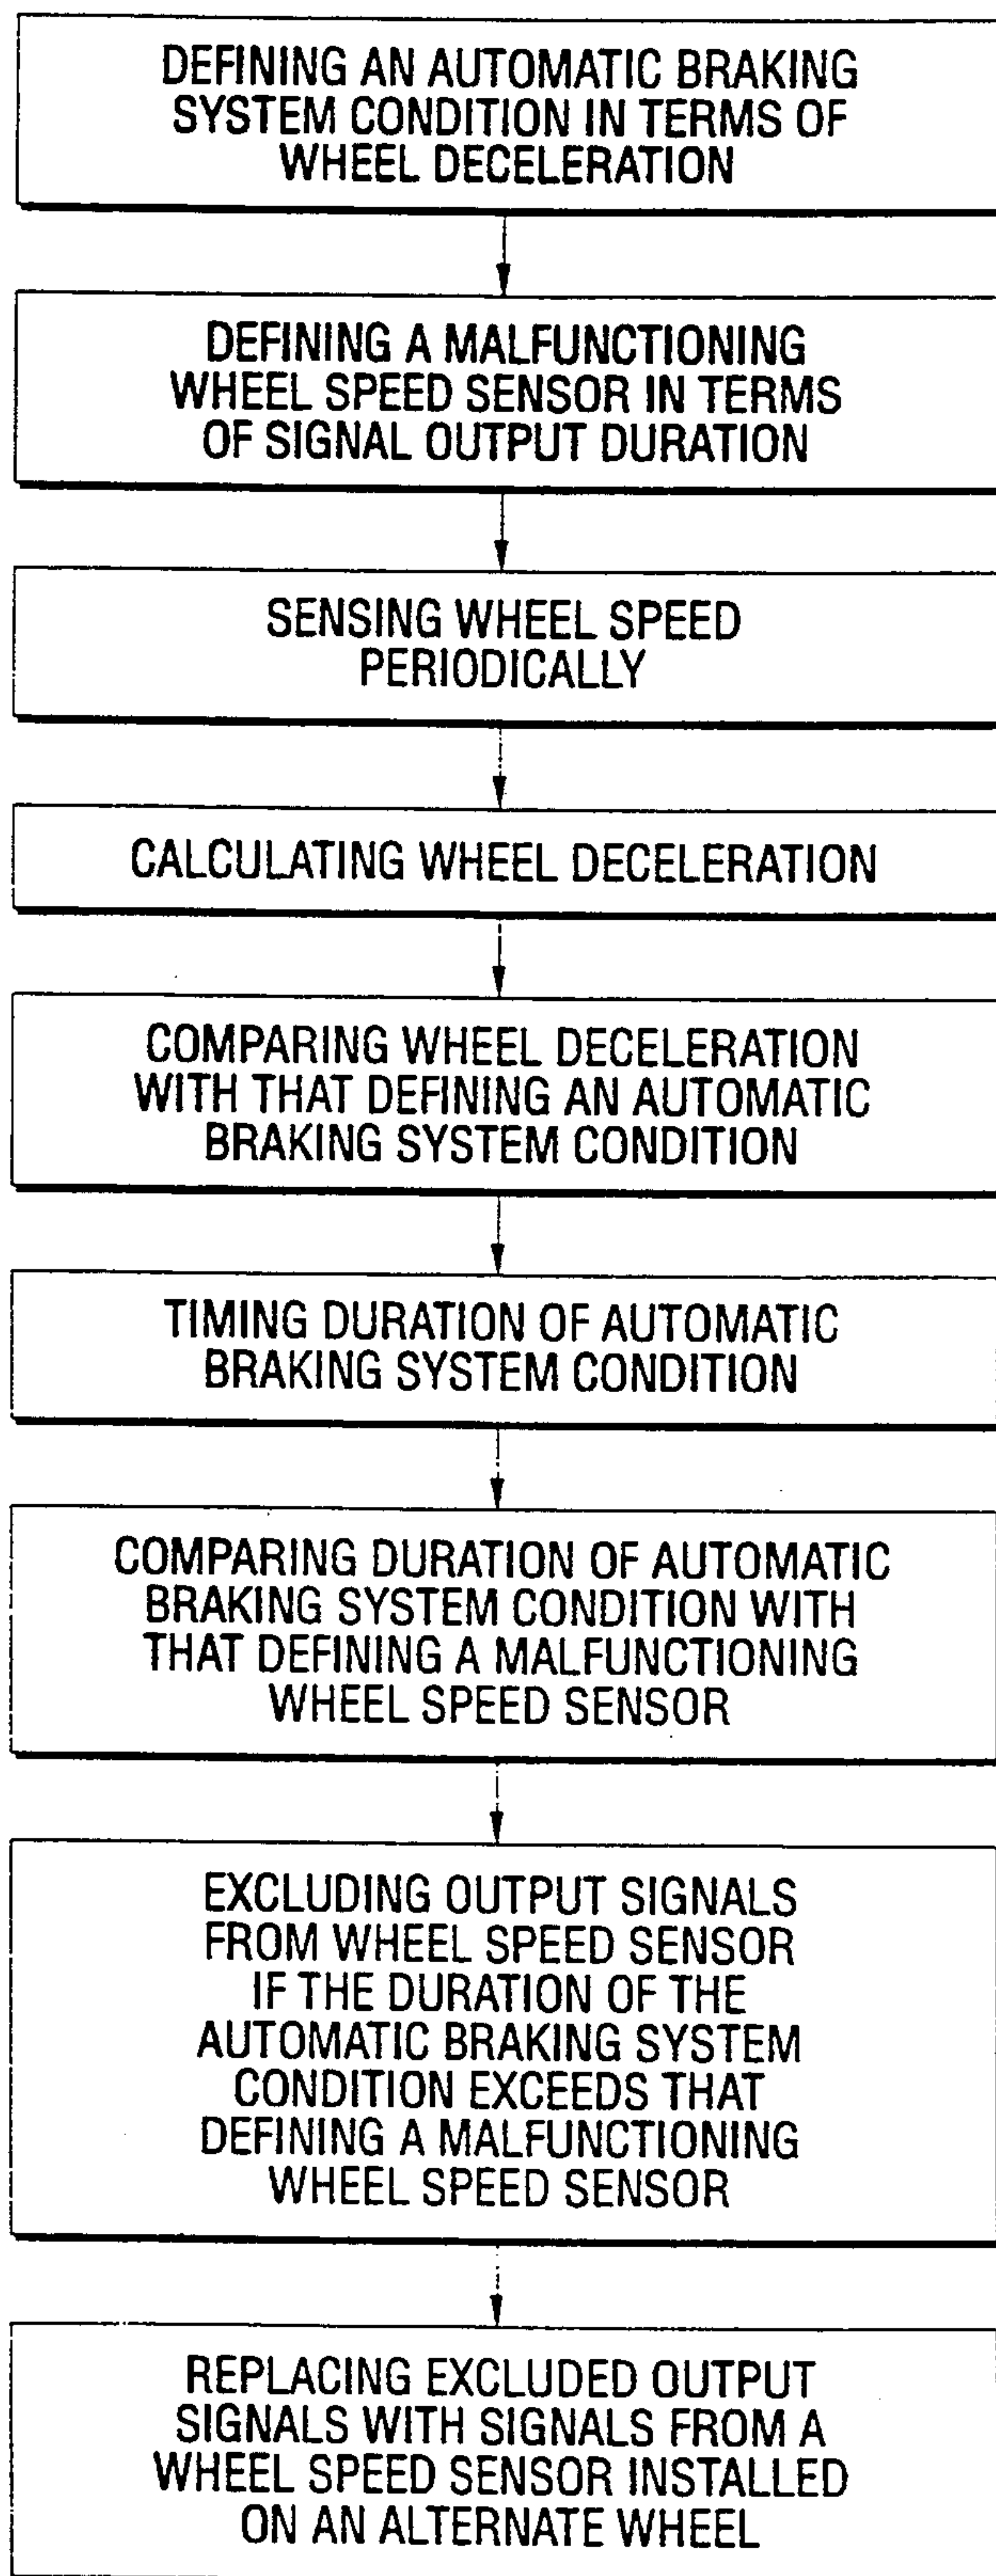 DEFINING AN AUTOMATIC BRAKING
SYSTEM CONDITION IN TERMS OF
WHEEL DECELERATION
DEFINING A MALFUNCTIONING
WHEEL SPEED SENSOR IN TERMS
OF SIGNAL OUTPUT DURATION
SENSING WHEEL SPEED
PERIODICALLY
CALCULATING WHEEL DECELERATION
COMPARING WHEEL DECELERATION
WITH THAT DEFINING AN AUTOMATIC
BRAKING SYSTEM CONDITION
TIMING DURATION OF AUTOMATIC
BRAKING SYSTEM CONDITION
COMPARING DURATION OF AUTOMATIC
BRAKING SYSTEM CONDITION WITH
THAT DEFINING A MALFUNCTIONING
WHEEL SPEED SENSOR
EXCLUDING OUTPUT SIGNALS
FROM WHEEL SPEED SENSOR
IF THE DURATION OF THE
AUTOMATIC BRAKING SYSTEM
CONDITION EXCEEDS THAT
DEFINING A MALFUNCTIONING
WHEEL SPEED SENSOR
REPLACING EXCLUDED OUTPUT
SIGNALS WITH SIGNALS FROM A
WHEEL SPEED SENSOR INSTALLED
ON AN ALTERNATE WHEEL